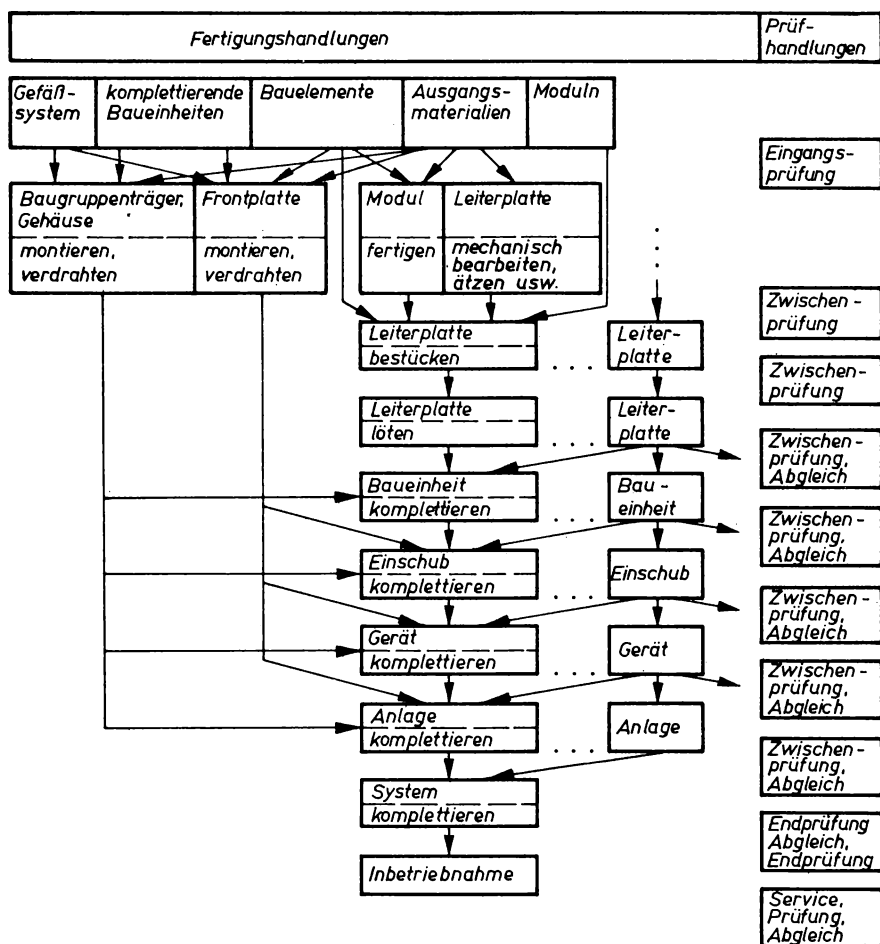 Fertigungshandlungen
Prüf-
handlungen
Gefäß-
system
komplettierende
Baueinheiten
Bauelemente
Ausgangs-
materialien
Moduln
Eingangs-
prüfung
Baugruppenträger,
Gehäuse
montieren,
verdrahten
Frontplatte
montieren,
verdrahten
Modul
fertigen
Leiterplatte
mechanisch
bearbeiten,
ätzen usw.
Zwischen-
prüfung
Leiterplatte
bestücken
. . .
Leiter-
platte
Zwischen-
prüfung
Leiterplatte
löten
. . .
Leiter-
platte
Zwischen-
prüfung,
Abgleich
Baueinheit
komplettieren
. . .
Bau-
einheit
Zwischen-
prüfung,
Abgleich
Einschub
komplettieren
. . .
Einschub
Zwischen-
prüfung,
Abgleich
Gerät
komplettieren
. . .
Gerät
Zwischen-
prüfung,
Abgleich
Anlage
komplettieren
. . .
Anlage
Zwischen-
prüfung,
Abgleich
System
komplettieren
Endprüfung
Abgleich,
Endprüfung
Inbetriebnahme
Service,
Prüfung,
Abgleich